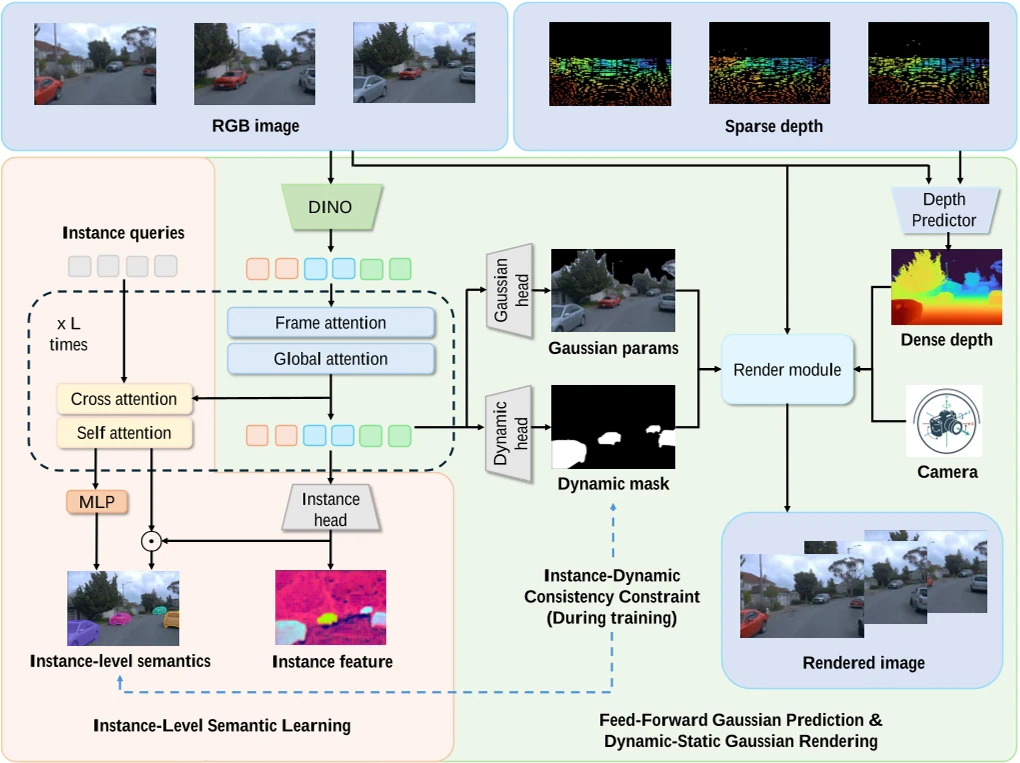 RGB image
Sparse depth
DINO
Depth
Predictor
Instance queries
Gaussian
head
Gaussian params
Dense depth
x L
times
Frame attention
Global attention
Render module
Cross attention
Self attention
Dynamic
head
Dynamic mask
Camera
MLP
Instance
head
Instance-Dynamic
Consistency Constraint
(During training)
Instance-level semantics
Instance feature
Rendered image
Instance-Level Semantic Learning
Feed-Forward Gaussian Prediction &
Dynamic-Static Gaussian Rendering